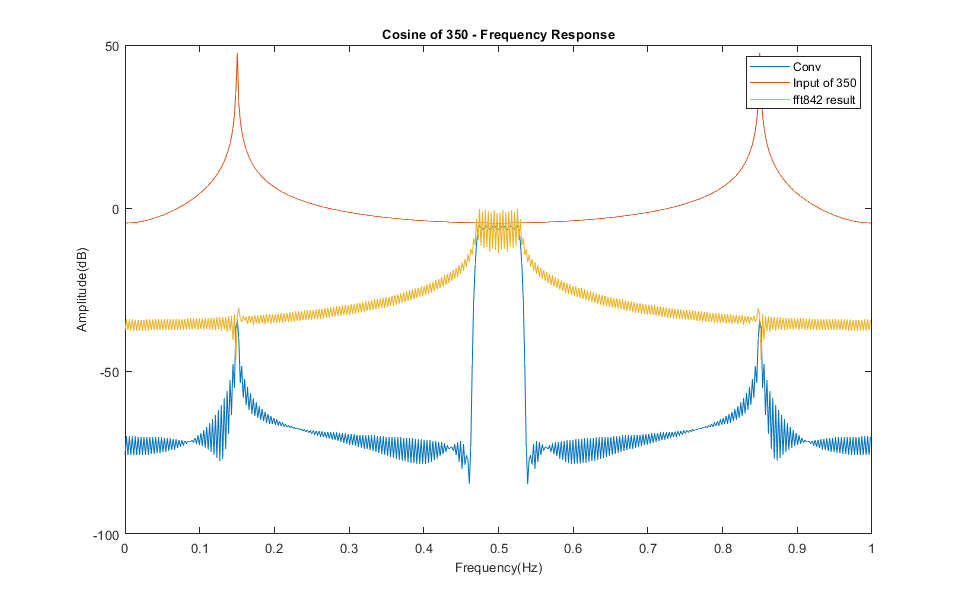 Cosine of 350 - Frequency Response
Conv
Input of 350
fft842 result
50
0
-50
-100
Amplitude(dB)
0 0.1 0.2 0.3 0.4 0.5 0.6 0.7 0.8 0.9 1
Frequency(Hz)